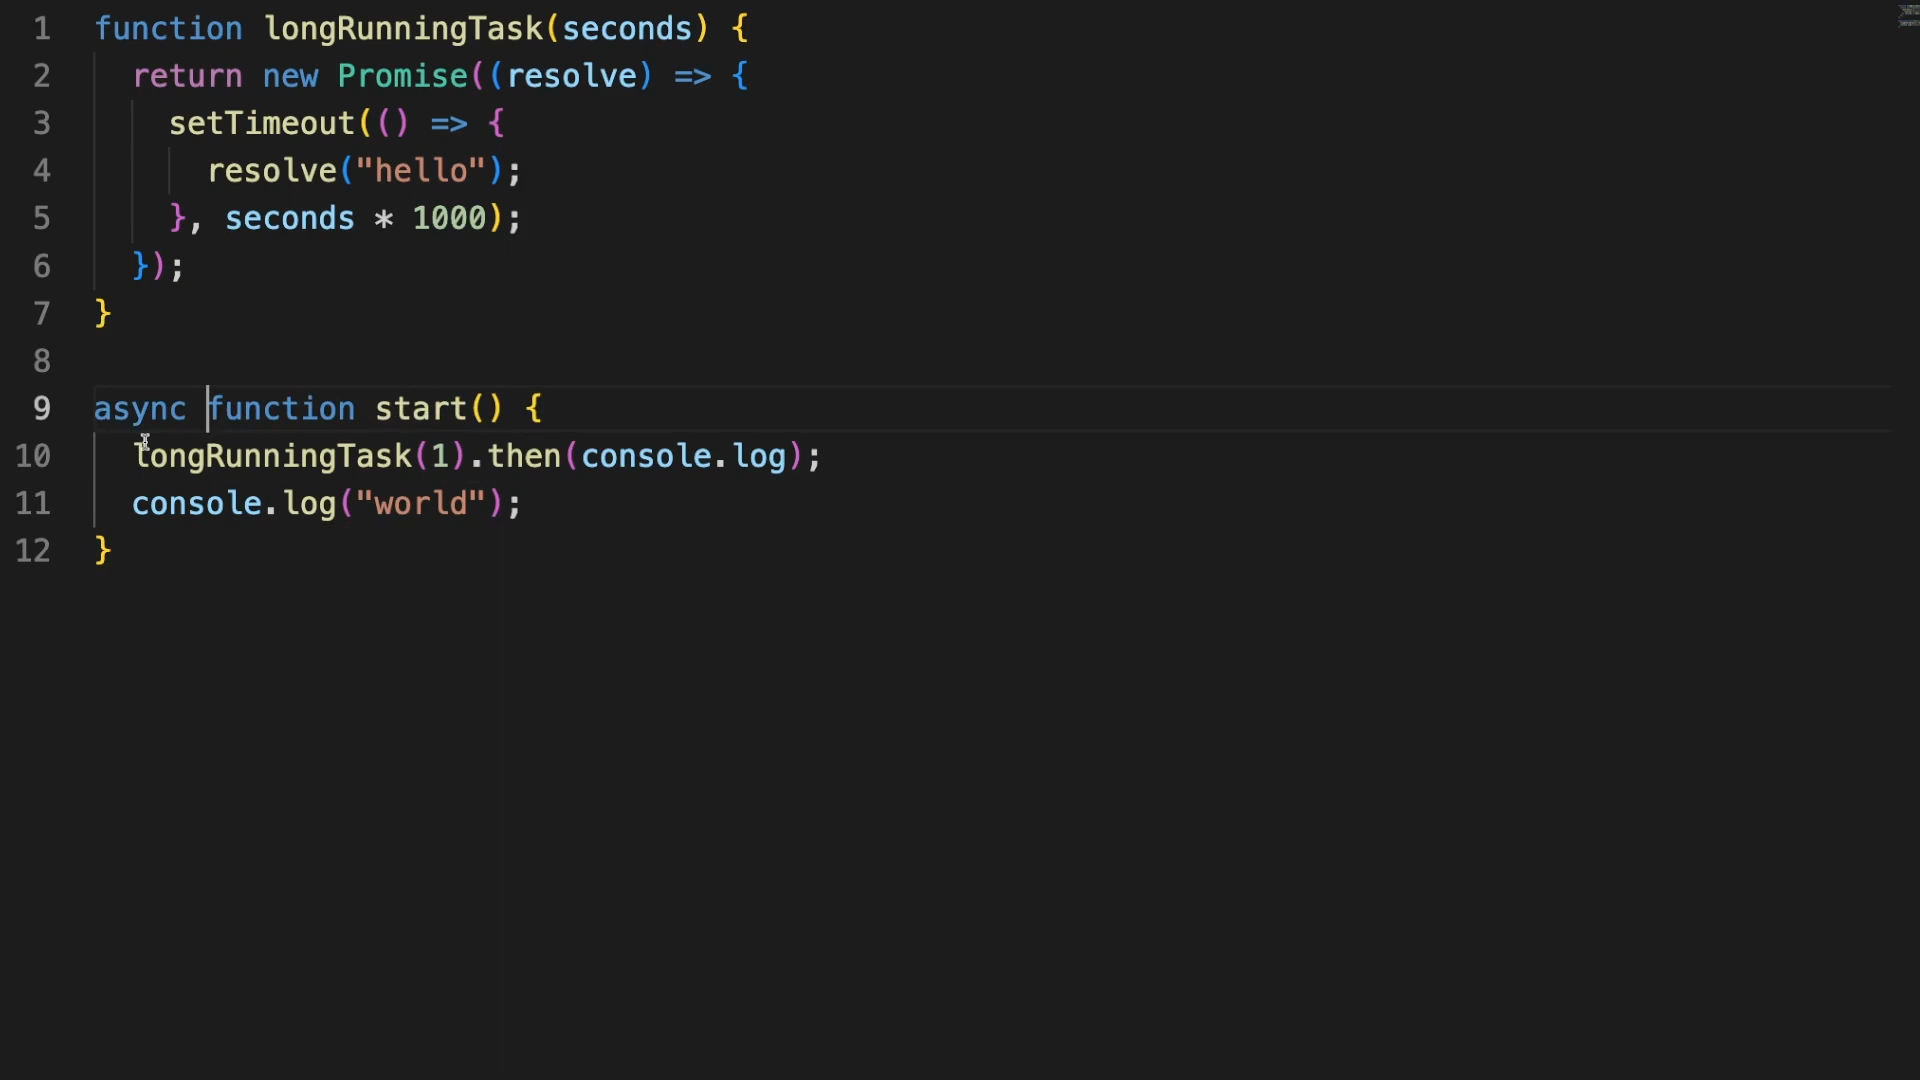 1 function longRunningTask(seconds) {
2 return new Promise((resolve) => {
3 setTimeout(() => {
4 resolve("hello");
5 }, seconds * 1000);
6 });
7 }
8
9 async function start() {
10 longRunningTask(1).then(console.log);
11 console.log("world");
12 }